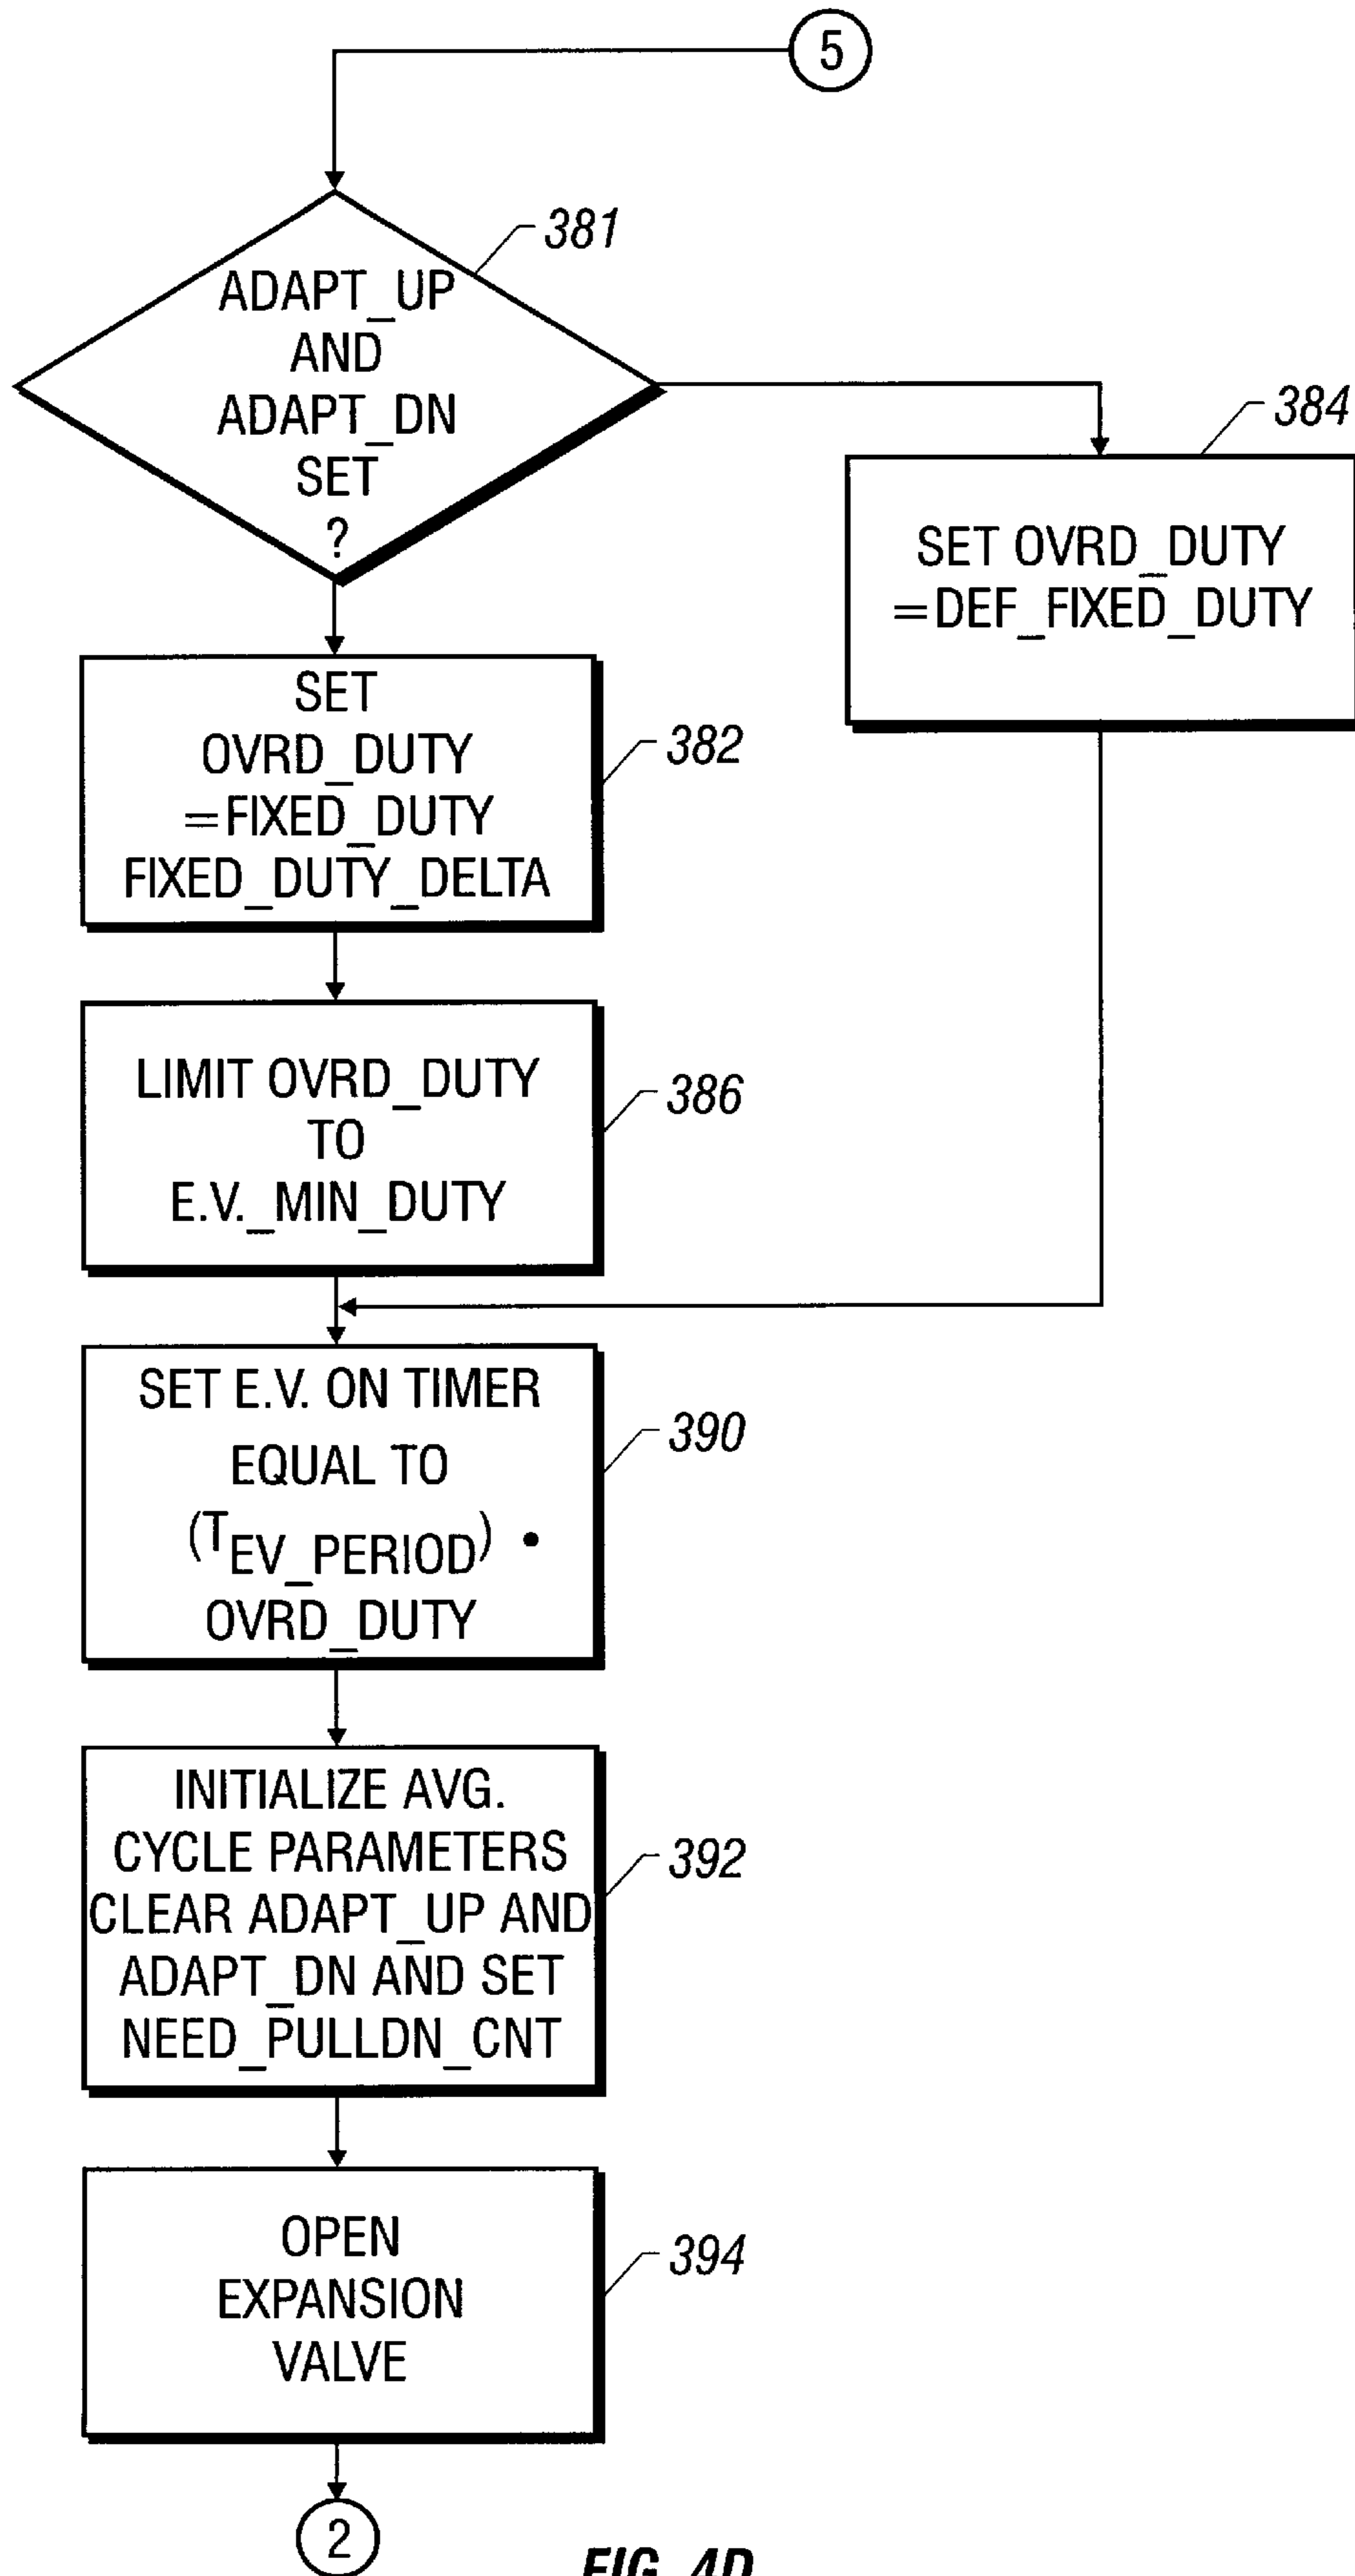 5
381
ADAPT_UP
AND
ADAPT_DN
SET
?
384
SET OVRD_DUTY
=DEF_FIXED_DUTY
SET
OVRD_DUTY
=FIXED_DUTY
FIXED_DUTY_DELTA
382
LIMIT OVRD_DUTY
TO
E.V._MIN_DUTY
386
SET E.V. ON TIMER
EQUAL TO
(TEV_PERIOD) •
OVRD_DUTY
390
INITIALIZE AVG.
CYCLE PARAMETERS
CLEAR ADAPT_UP AND
ADAPT_DN AND SET
NEED_PULLDN_CNT
392
OPEN
EXPANSION
VALVE
394
2
FIG. 4D